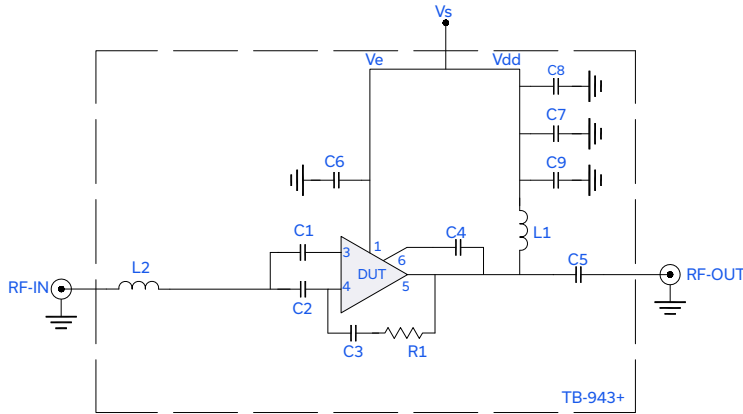 Vs
Ve
Vdd
C8
C7
C6
C9
C1
C4
L1
3
1
6
L2
C5
DUT
RF-IN
RF-OUT
C2
4
5
C3
R1
TB-943+